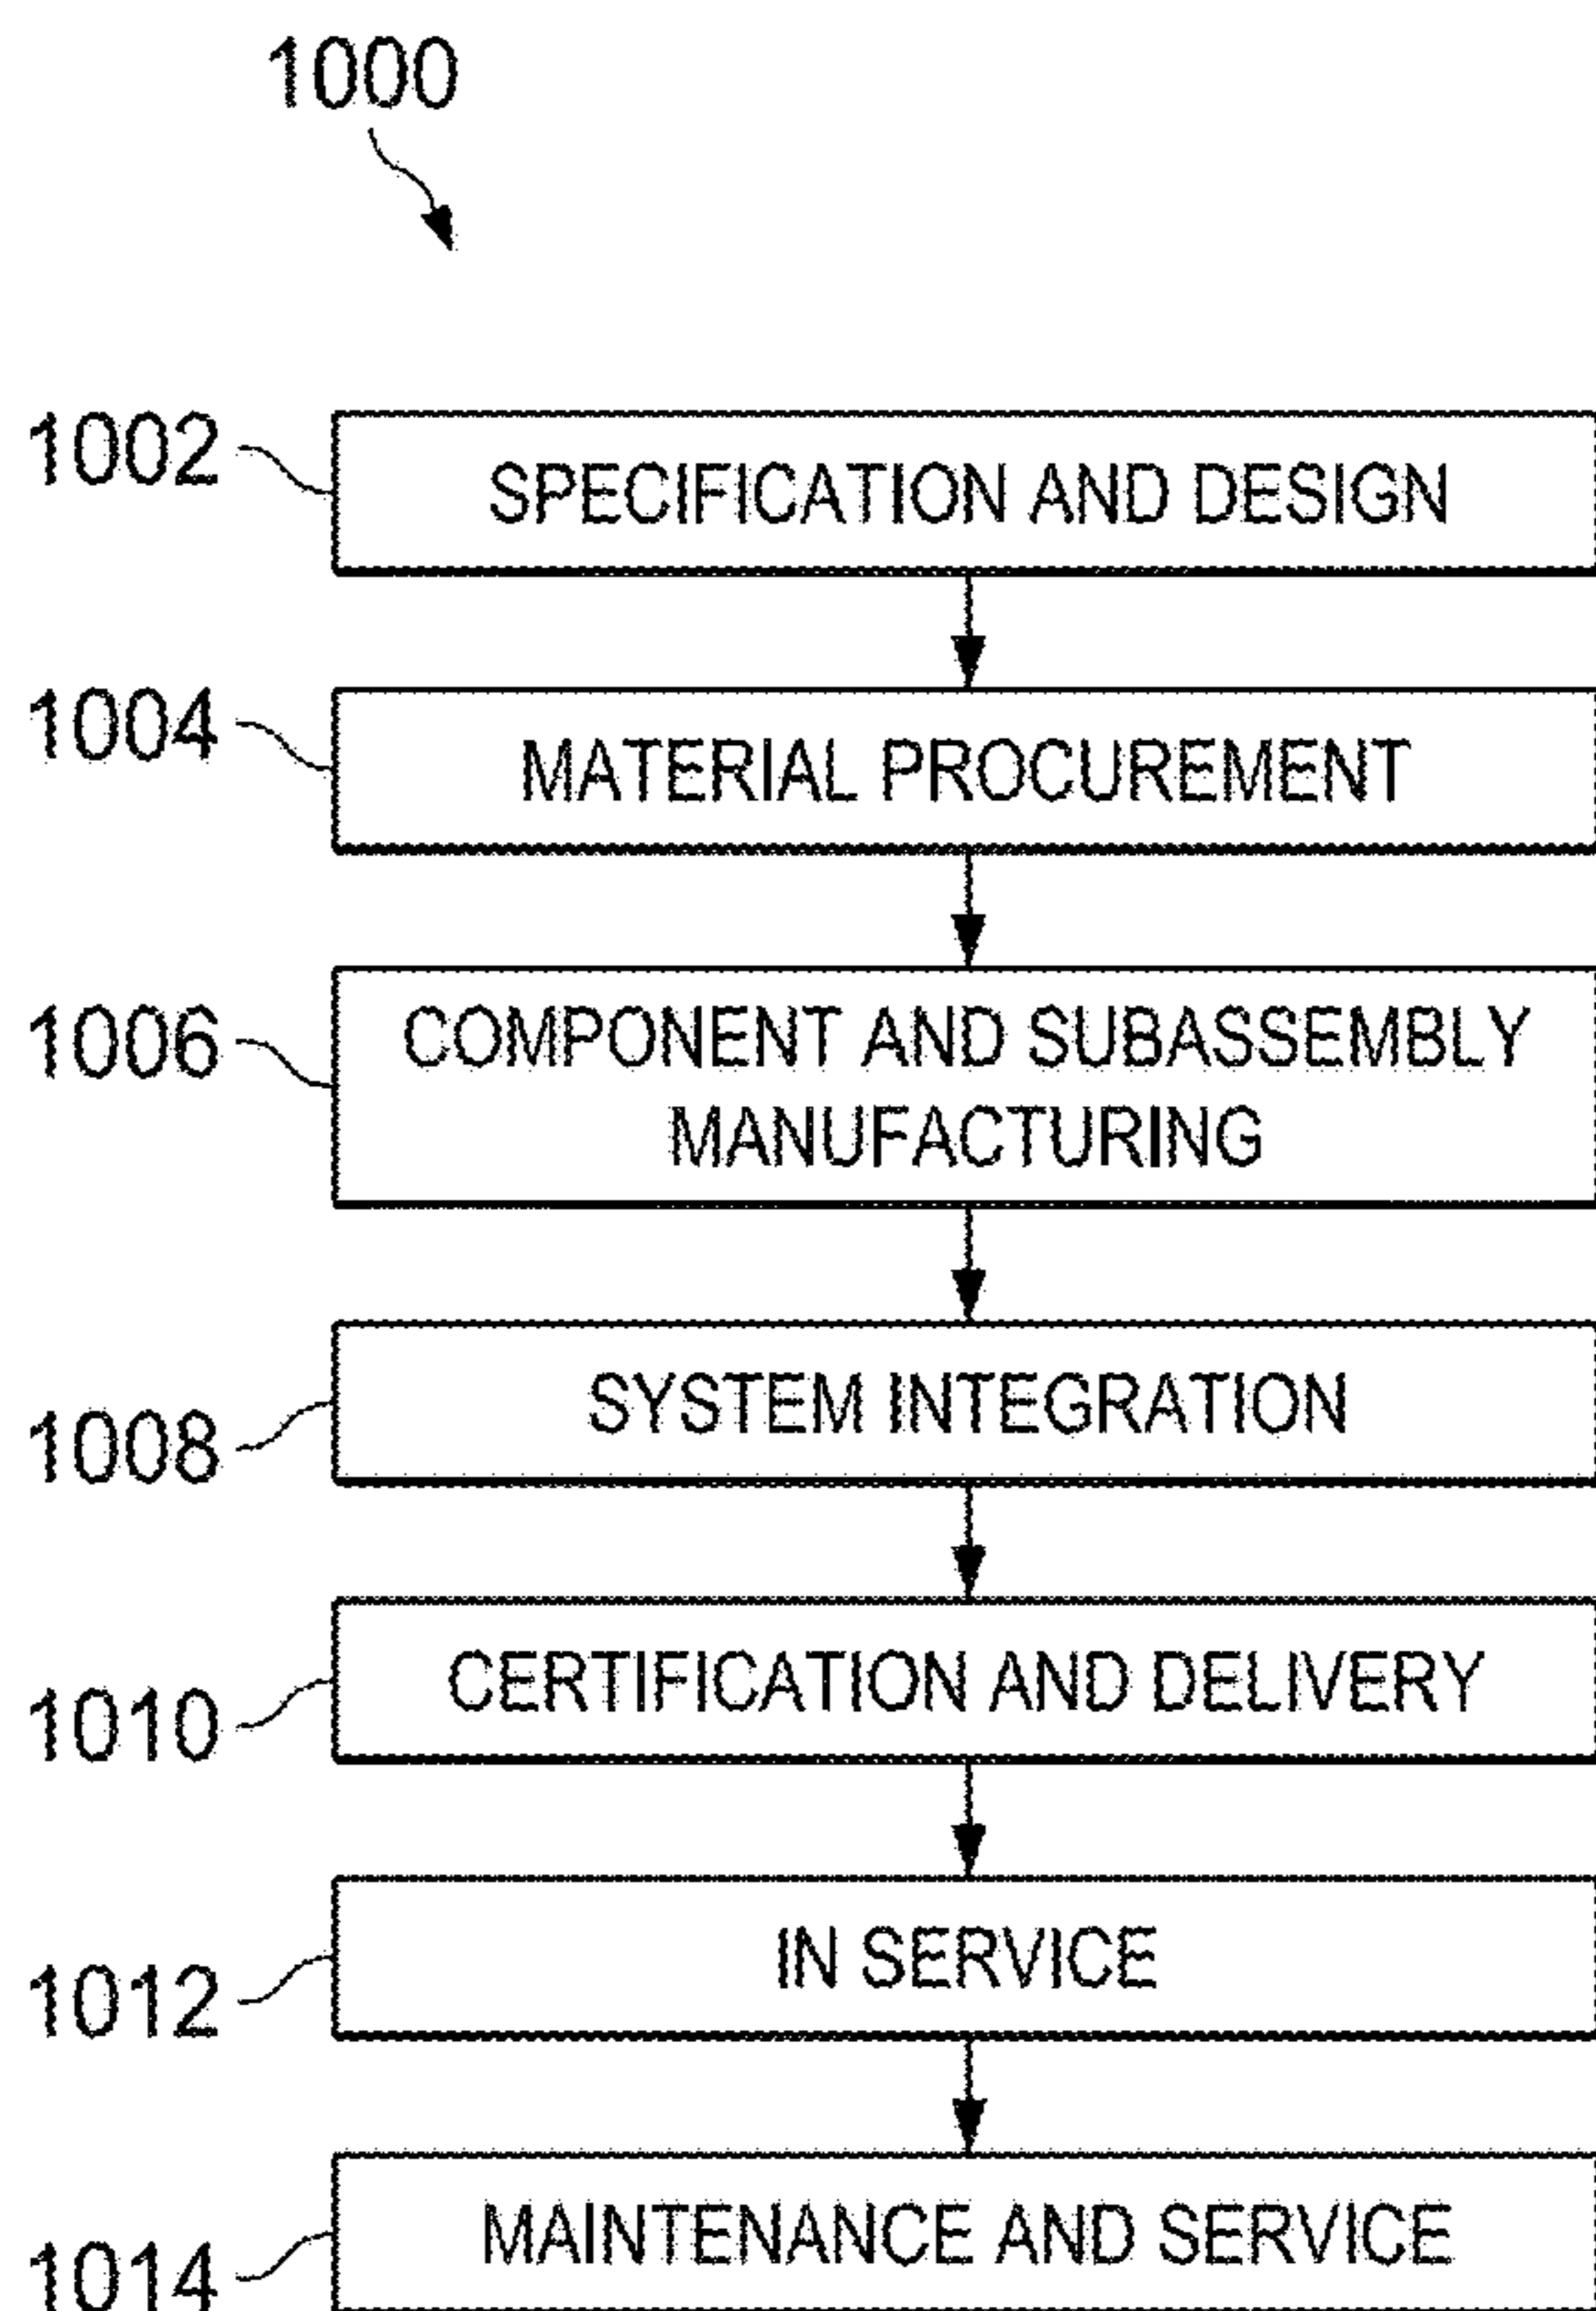 1000
1002
SPECIFICATION AND DESIGN
1004
MATERIAL PROCUREMENT
1006
COMPONENT AND SUBASSEMBLY
MANUFACTURING
1008
SYSTEM INTEGRATION
1010
CERTIFICATION AND DELIVERY
1012
IN SERVICE
1014
MAINTENANCE AND SERVICE